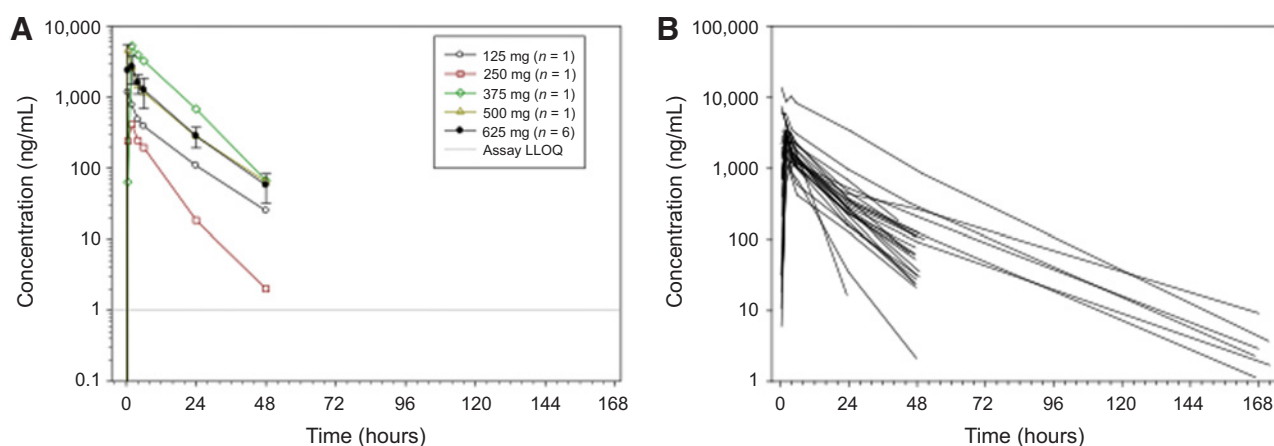 A
10,000
1,000
100
10
1
0.1
Concentration (ng/mL)
0 24 48 72 96 120 144 168
Time (hours)
125 mg (n = 1)
250 mg (n = 1)
375 mg (n = 1)
500 mg (n = 1)
625 mg (n = 6)
Assay LLOQ
B
100,000
10,000
1,000
100
10
1
Concentration (ng/mL)
0 24 48 72 96 120 144 168
Time (hours)